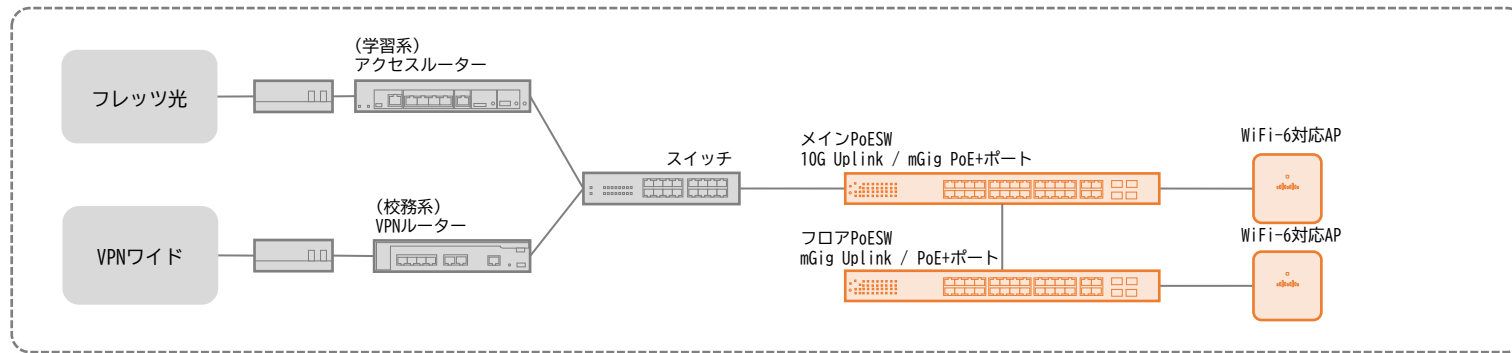 (学習系)
アクセスルーター
フレッツ光
スイッチ
メインPoESW
10G Uplink / mGig PoE+ポート
WiFi-6対応AP
(校務系)
VPNルーター
VPNワイド
フロアPoESW
mGig Uplink / PoE+ポート
WiFi-6対応AP